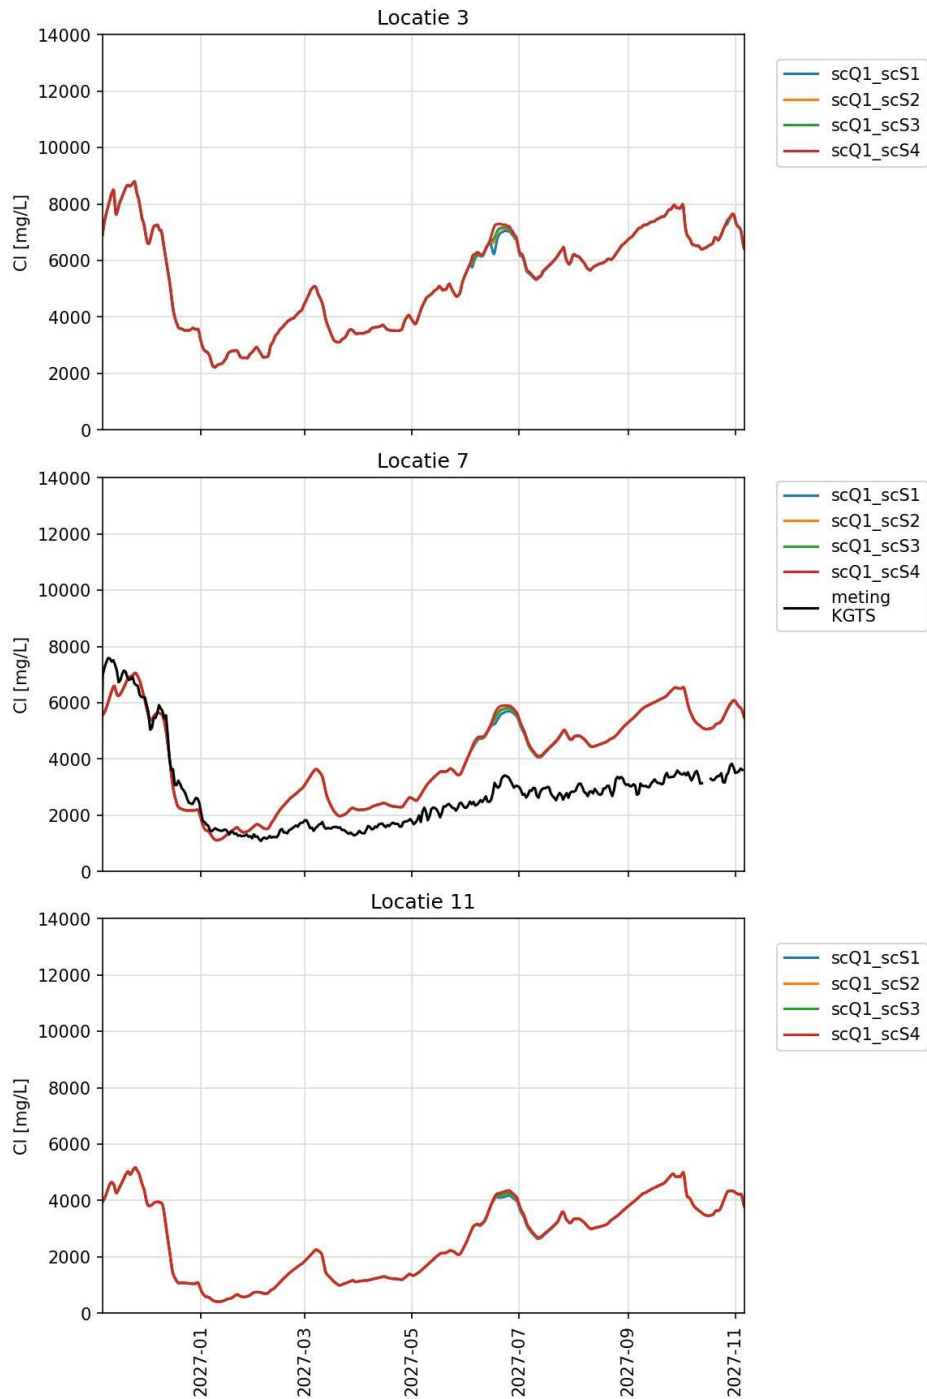 Locatie 3
14000
12000
10000
8000
6000
4000
2000
0
Cl [mg/L]
scQ1_scS1
scQ1_scS2
scQ1_scS3
scQ1_scS4
Locatie 7
14000
12000
10000
8000
6000
4000
2000
0
Cl [mg/L]
scQ1_scS1
scQ1_scS2
scQ1_scS3
scQ1_scS4
meting
KGTS
Locatie 11
14000
12000
10000
8000
6000
4000
2000
0
Cl [mg/L]
scQ1_scS1
scQ1_scS2
scQ1_scS3
scQ1_scS4
2027-01
2027-03
2027-05
2027-07
2027-09
2027-11